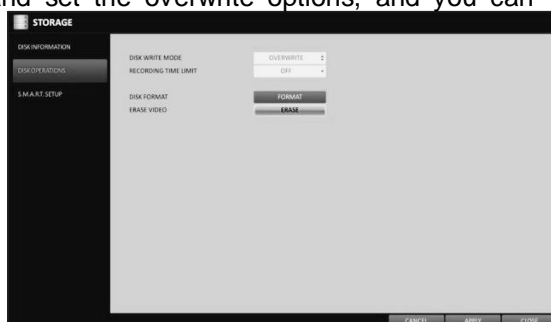 and set the overwrite options, and you can
STORAGE
DISK INFORMATION
DISK OPERATIONS
S.M.A.R.T. SETUP
DISK WRITE MODE OVERWRITE
RECORDING TIME LIMIT OFF
DISK FORMAT FORMAT
ERASE VIDEO ERASE
CANCEL APPLY CLOSE